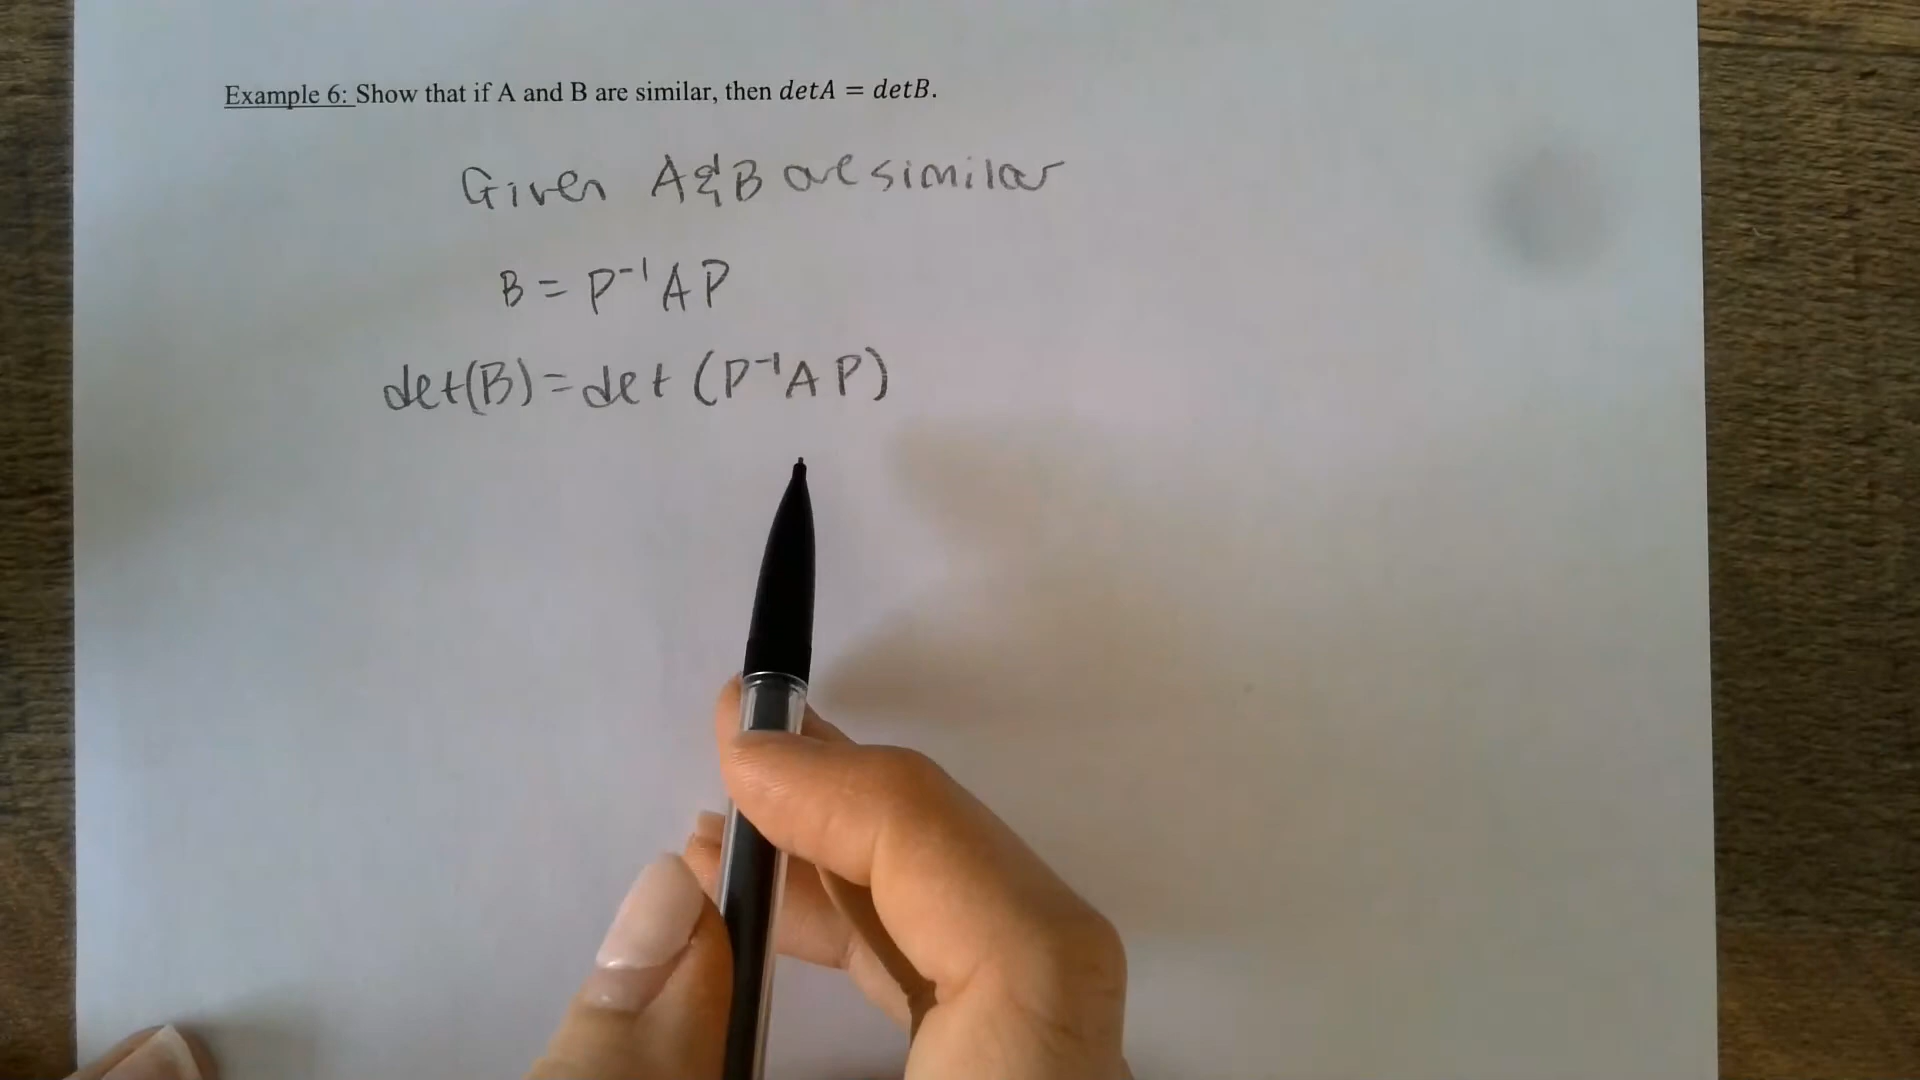 Example 6: Show that if A and B are similar, then detA = detB.
Given A & B are similar
B = P⁻¹AP
det(B) = det (P⁻¹AP)